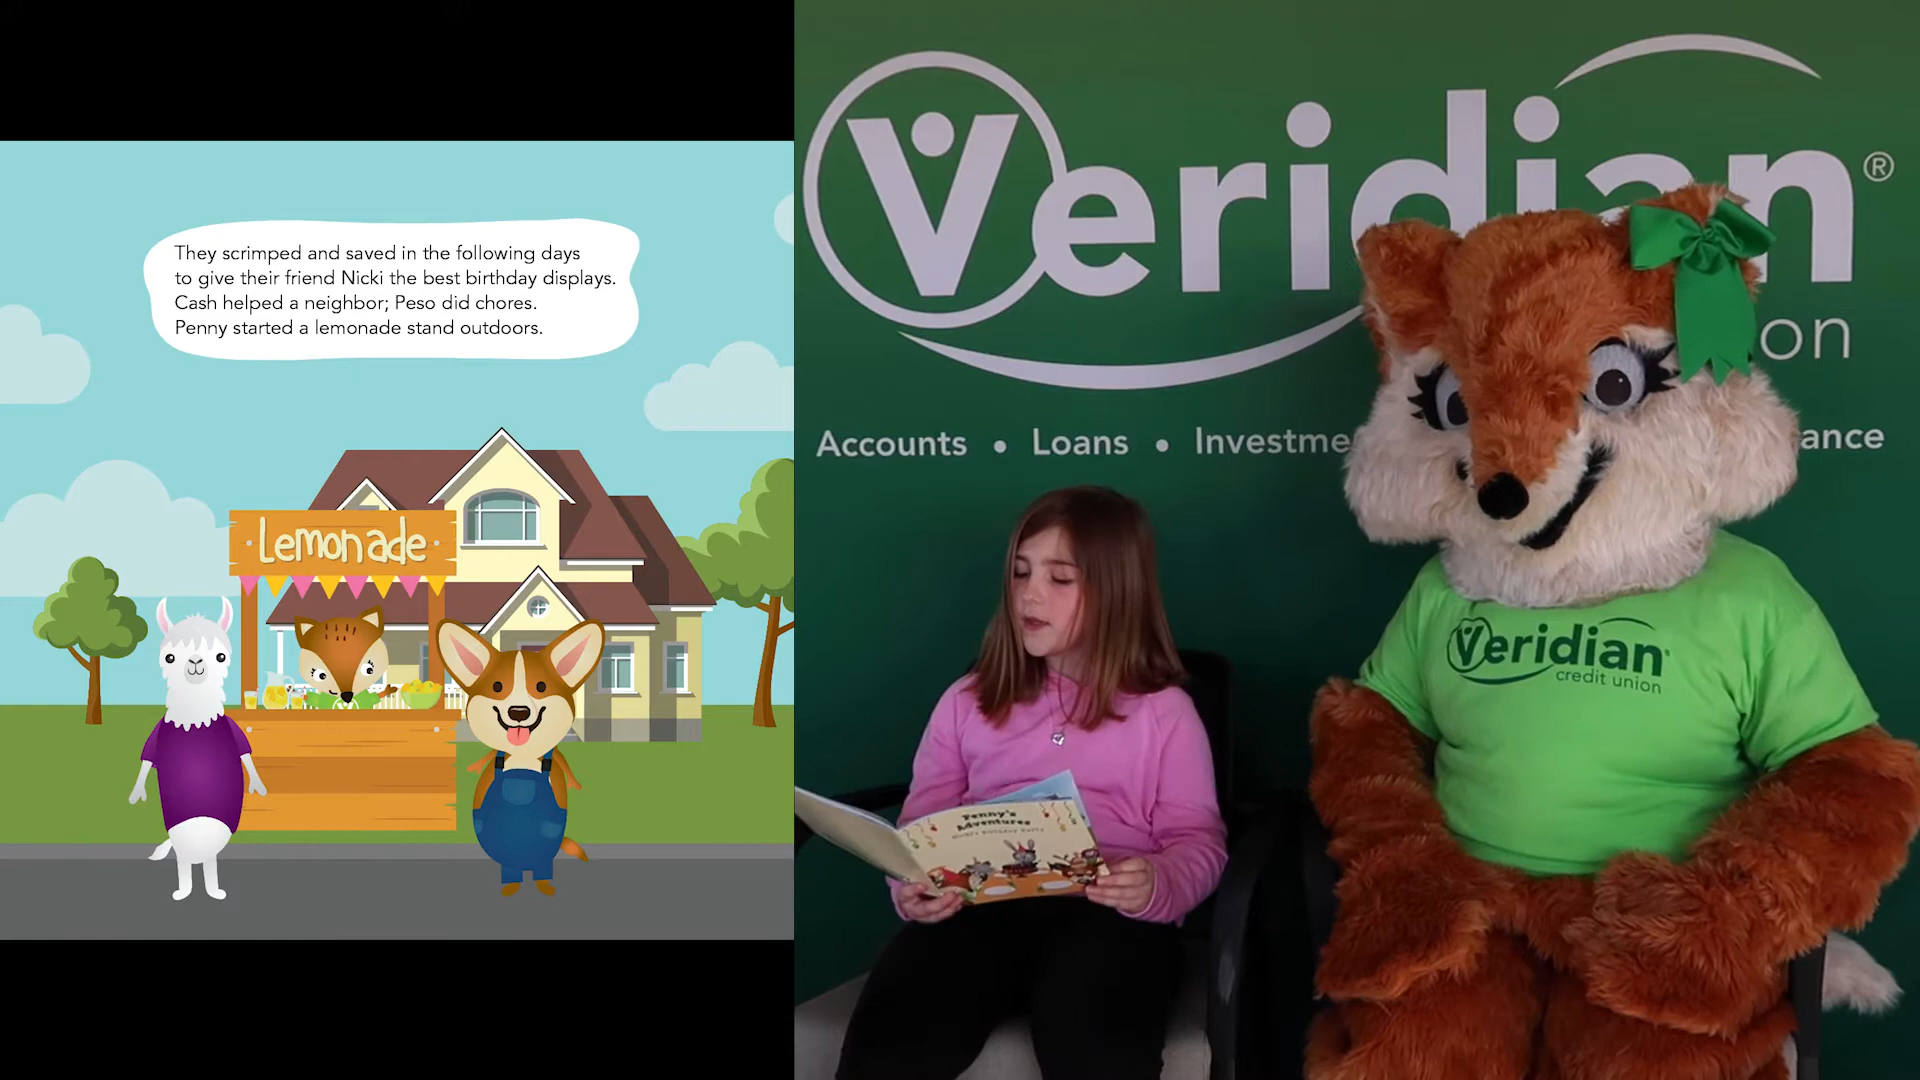 They scrimped and saved in the following days
to give their friend Nicki the best birthday displays.
Cash helped a neighbor; Peso did chores.
Penny started a lemonade stand outdoors.
Lemonade
Veridian®
on
Accounts • Loans • Investme
ance
Veridian
credit union
Penny's
Adventures